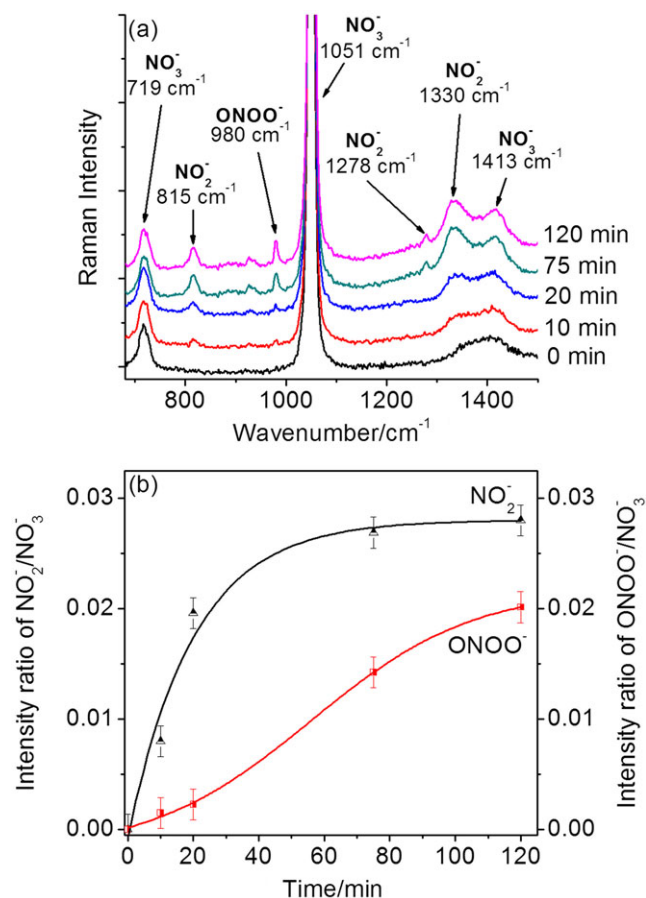 (a)
NO₃⁻
719 cm⁻¹
NO₂⁻
815 cm⁻¹
ONOO⁻
980 cm⁻¹
NO₃⁻
1051 cm⁻¹
NO₂⁻
1278 cm⁻¹
NO₂⁻
1330 cm⁻¹
NO₃⁻
1413 cm⁻¹
120 min
75 min
20 min
10 min
0 min
Raman Intensity
800 1000 1200 1400
Wavenumber/cm⁻¹
(b)
NO₂⁻
ONOO⁻
Intensity ratio of NO₂⁻/NO₃⁻
0.03
0.02
0.01
0.00
0.03
0.02
0.01
0.00
Intensity ratio of ONOO⁻/NO₃⁻
0 20 40 60 80 100 120
Time/min